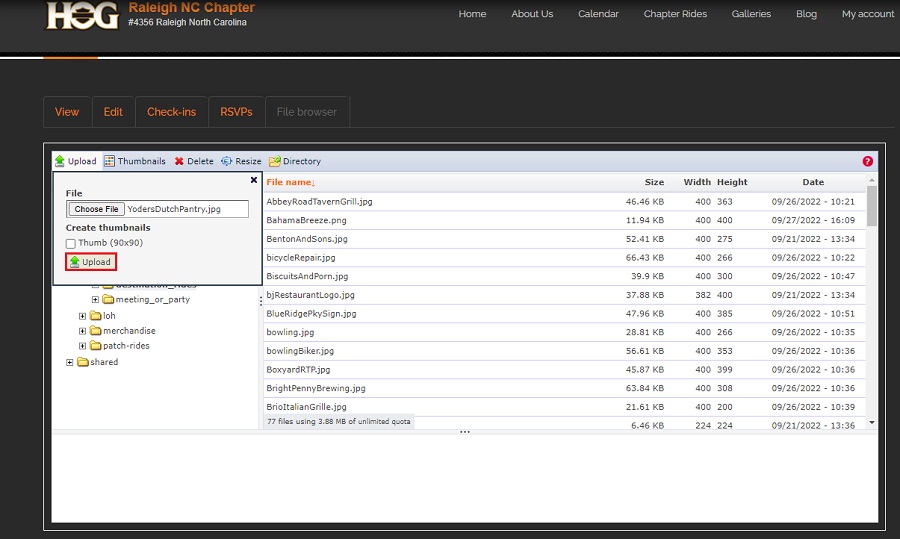 HOG
Raleigh NC Chapter
#4356 Raleigh North Carolina
Home About Us Calendar Chapter Rides Galleries Blog My account
View Edit Check-ins RSVPs File browser
Upload Thumbnails Delete Resize Directory ?
File name↓ Size Width Height Date
File
Choose File YodersDutchPantry.jpg
Create thumbnails
Thumb (90x90)
Upload
destination_rides
meeting_or_party
loh
merchandise
patch-rides
shared
AbbeyRoadTavernGrill.jpg 46.46 KB 400 363 09/26/2022 - 10:21
BahamaBreeze.png 11.94 KB 400 400 09/27/2022 - 16:09
BentonAndSons.jpg 52.41 KB 400 275 09/21/2022 - 13:34
bicycleRepair.jpg 66.43 KB 400 266 09/26/2022 - 10:22
BiscuitsAndPorn.jpg 39.9 KB 400 300 09/26/2022 - 10:47
bjRestaurantLogo.jpg 37.88 KB 382 400 09/21/2022 - 13:34
BlueRidgePkySign.jpg 47.96 KB 400 385 09/26/2022 - 10:51
bowling.jpg 28.81 KB 400 266 09/26/2022 - 10:35
bowlingBiker.jpg 56.61 KB 400 353 09/26/2022 - 10:36
BoxyardRTP.jpg 45.87 KB 400 399 09/26/2022 - 10:36
BrightPennyBrewing.jpg 63.84 KB 400 308 09/26/2022 - 10:36
BrioItalianGrille.jpg 21.61 KB 400 200 09/26/2022 - 10:39
6.46 KB 224 224 09/21/2022 - 13:36
77 files using 3.88 MB of unlimited quota